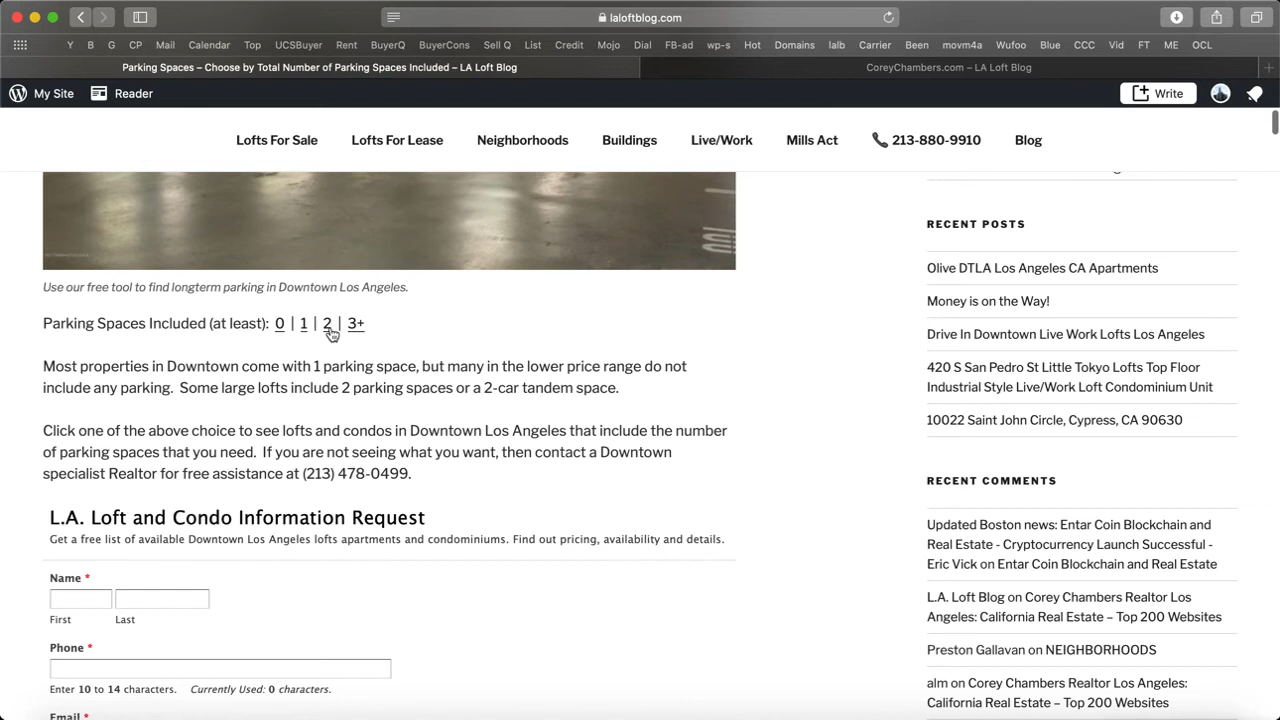 laloftblog.com
Y B G CP Mail Calendar Top UCSBuyer Rent BuyerQ BuyerCons Sell Q List Credit Mojo Dial FB-ad wp-s Hot Domains lalb Carrier Been movm4a Wufoo Blue CCC Vid FT ME OCL
Parking Spaces – Choose by Total Number of Parking Spaces Included – LA Loft Blog
CoreyChambers.com – LA Loft Blog
My Site Reader Write
Lofts For Sale Lofts For Lease Neighborhoods Buildings Live/Work Mills Act 213-880-9910 Blog
Use our free tool to find longterm parking in Downtown Los Angeles.
Parking Spaces Included (at least): 0 | 1 | 2 | 3+
Most properties in Downtown come with 1 parking space, but many in the lower price range do not
include any parking. Some large lofts include 2 parking spaces or a 2-car tandem space.
Click one of the above choice to see lofts and condos in Downtown Los Angeles that include the number
of parking spaces that you need. If you are not seeing what you want, then contact a Downtown
specialist Realtor for free assistance at (213) 478-0499.
L.A. Loft and Condo Information Request
Get a free list of available Downtown Los Angeles lofts apartments and condominiums. Find out pricing, availability and details.
Name *
First Last
Phone *
Enter 10 to 14 characters. Currently Used: 0 characters.
Email *
RECENT POSTS
Olive DTLA Los Angeles CA Apartments
Money is on the Way!
Drive In Downtown Live Work Lofts Los Angeles
420 S San Pedro St Little Tokyo Lofts Top Floor
Industrial Style Live/Work Loft Condominium Unit
10022 Saint John Circle, Cypress, CA 90630
RECENT COMMENTS
Updated Boston news: Entar Coin Blockchain and
Real Estate - Cryptocurrency Launch Successful -
Eric Vick on Entar Coin Blockchain and Real Estate
L.A. Loft Blog on Corey Chambers Realtor Los
Angeles: California Real Estate – Top 200 Websites
Preston Gallavan on NEIGHBORHOODS
alm on Corey Chambers Realtor Los Angeles:
California Real Estate – Top 200 Websites